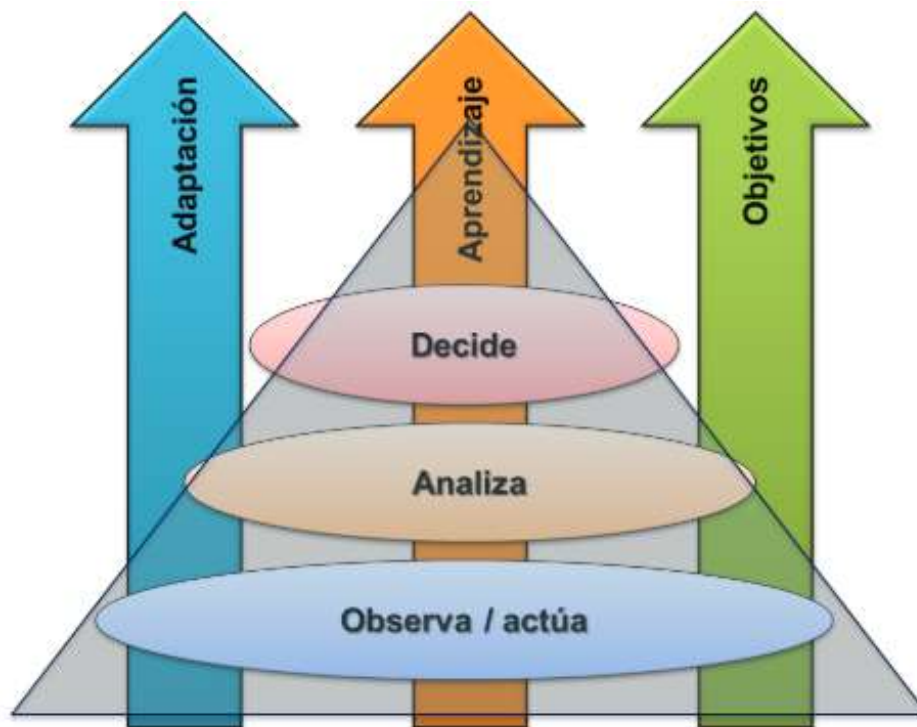 Adaptación
Aprendizaje
Objetivos
Decide
Analiza
Observa / actúa